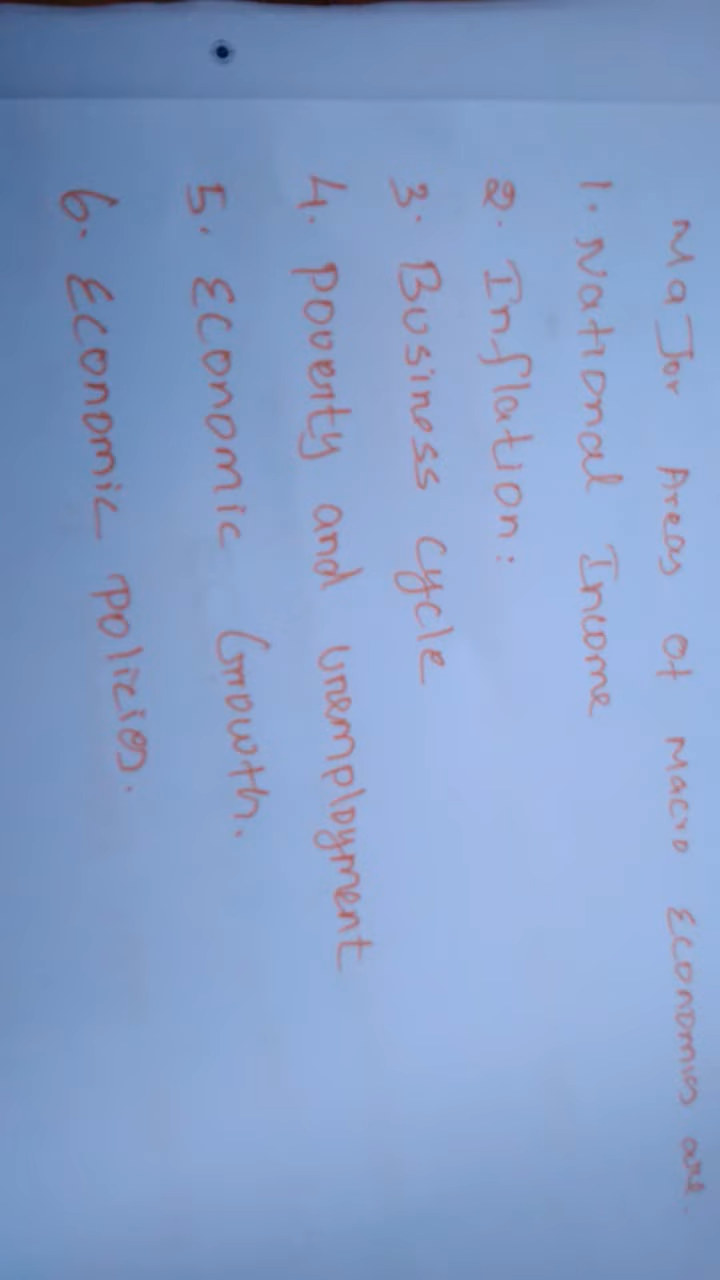 Major Areas of Macro Economics are.
1. National Income
2. Inflation:
3. Business cycle
4. Poverty and unemployment
5. Economic Growth.
6. Economic policies.